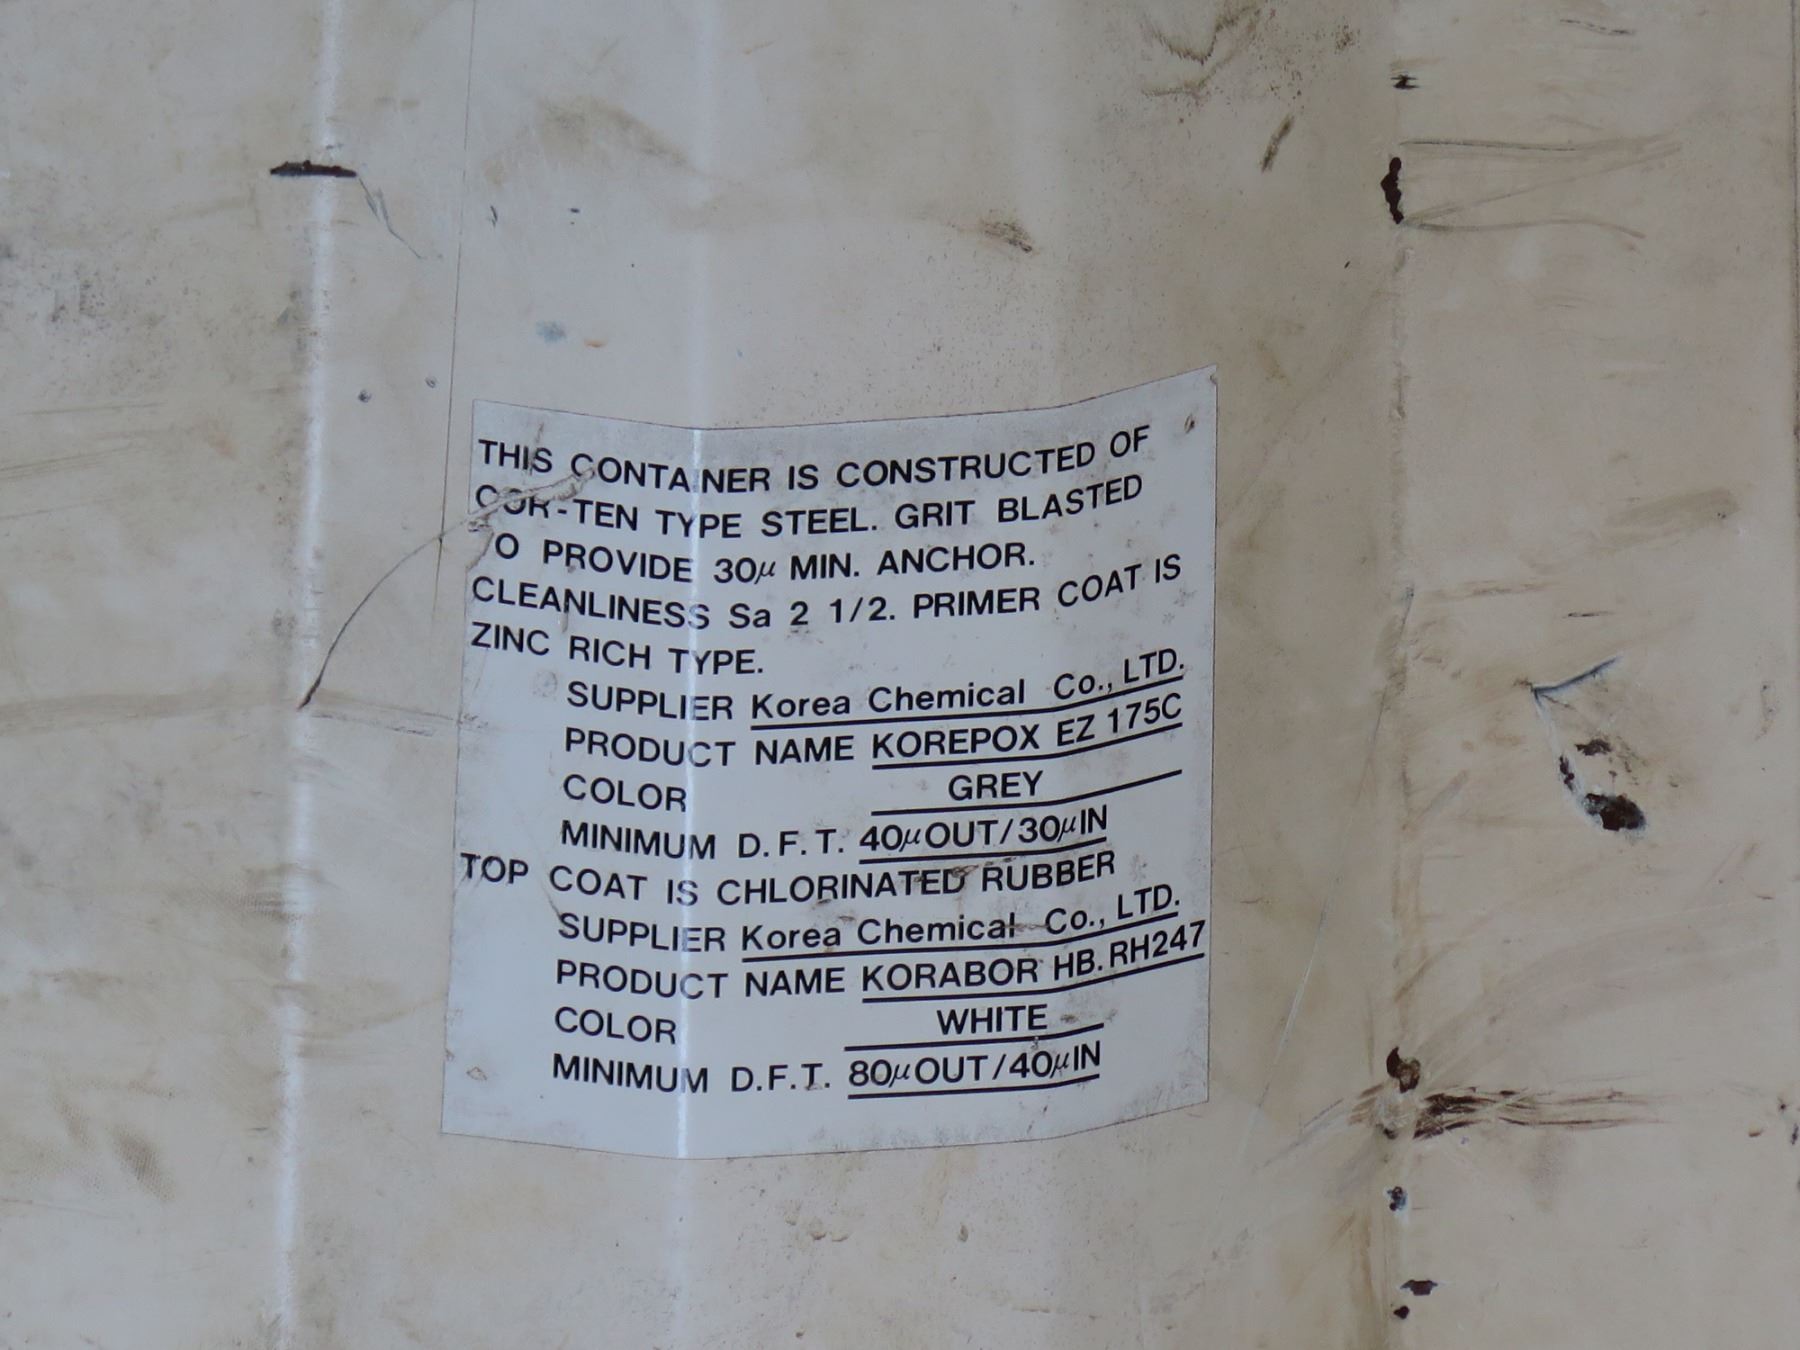 THIS CONTAINER IS CONSTRUCTED OF
COR-TEN TYPE STEEL. GRIT BLASTED
TO PROVIDE 30μ MIN. ANCHOR.
CLEANLINESS Sa 2 1/2. PRIMER COAT IS
ZINC RICH TYPE.
SUPPLIER Korea Chemical Co., LTD.
PRODUCT NAME KOREPOX EZ 175C
COLOR GREY
MINIMUM D.F.T. 40μOUT/30μIN
TOP COAT IS CHLORINATED RUBBER
SUPPLIER Korea Chemical Co., LTD.
PRODUCT NAME KORABOR HB.RH247
COLOR WHITE
MINIMUM D.F.T. 80μOUT/40μIN